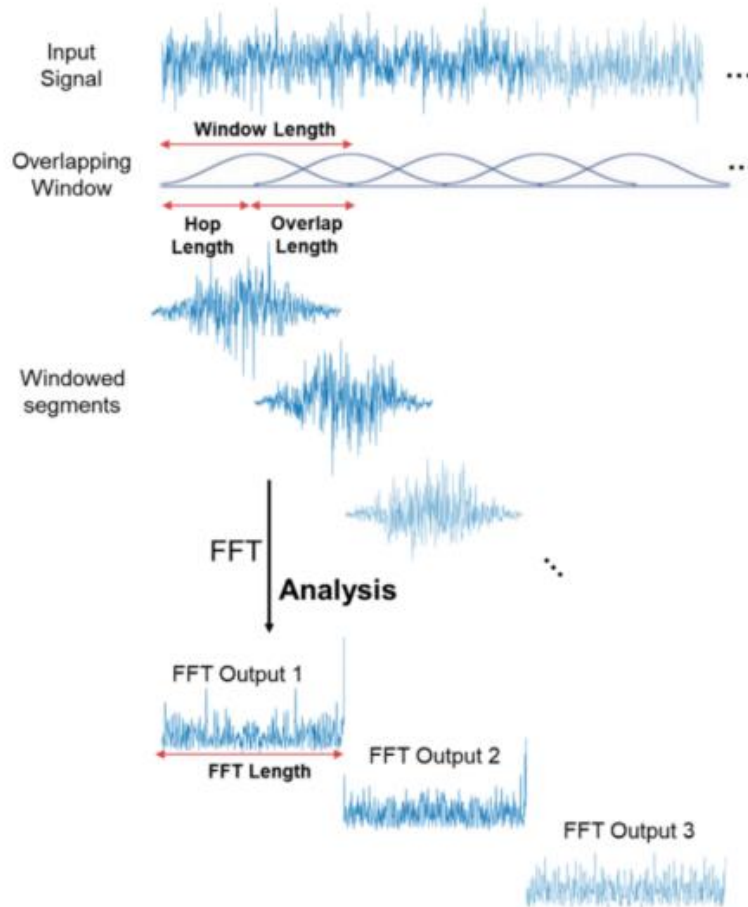 Input
Signal
...
Window Length
Overlapping
Window
...
Hop
Length
Overlap
Length
Windowed
segments
FFT
Analysis
...
FFT Output 1
FFT Length
FFT Output 2
FFT Output 3